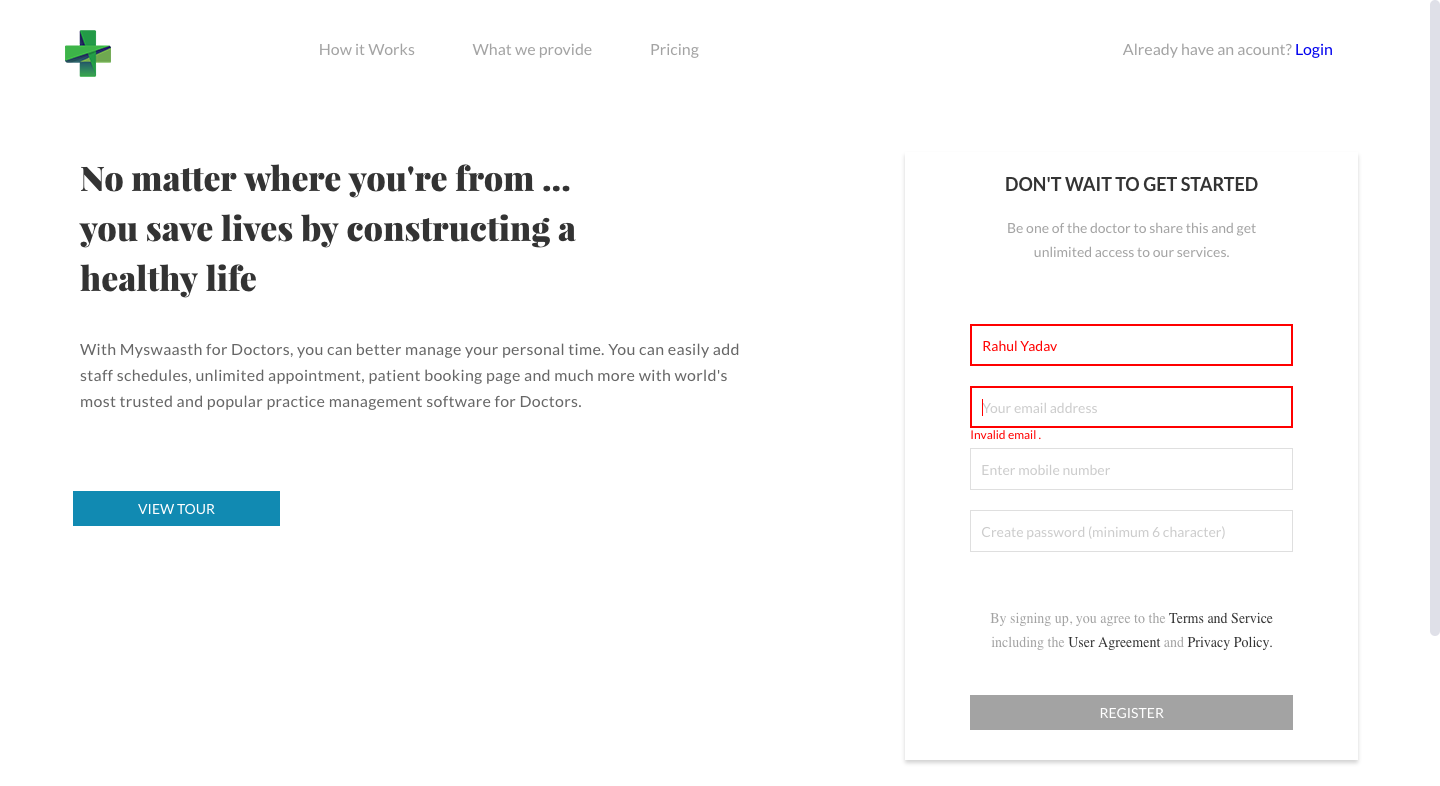 How it Works
What we provide
Pricing
Already have an acount? Login
No matter where you're from ...
you save lives by constructing a
healthy life
With Myswaasth for Doctors, you can better manage your personal time. You can easily add
staff schedules, unlimited appointment, patient booking page and much more with world's
most trusted and popular practice management software for Doctors.
VIEW TOUR
DON'T WAIT TO GET STARTED
Be one of the doctor to share this and get
unlimited access to our services.
Rahul Yadav
Your email address
Invalid email .
Enter mobile number
Create password (minimum 6 character)
By signing up, you agree to the Terms and Service
including the User Agreement and Privacy Policy.
REGISTER